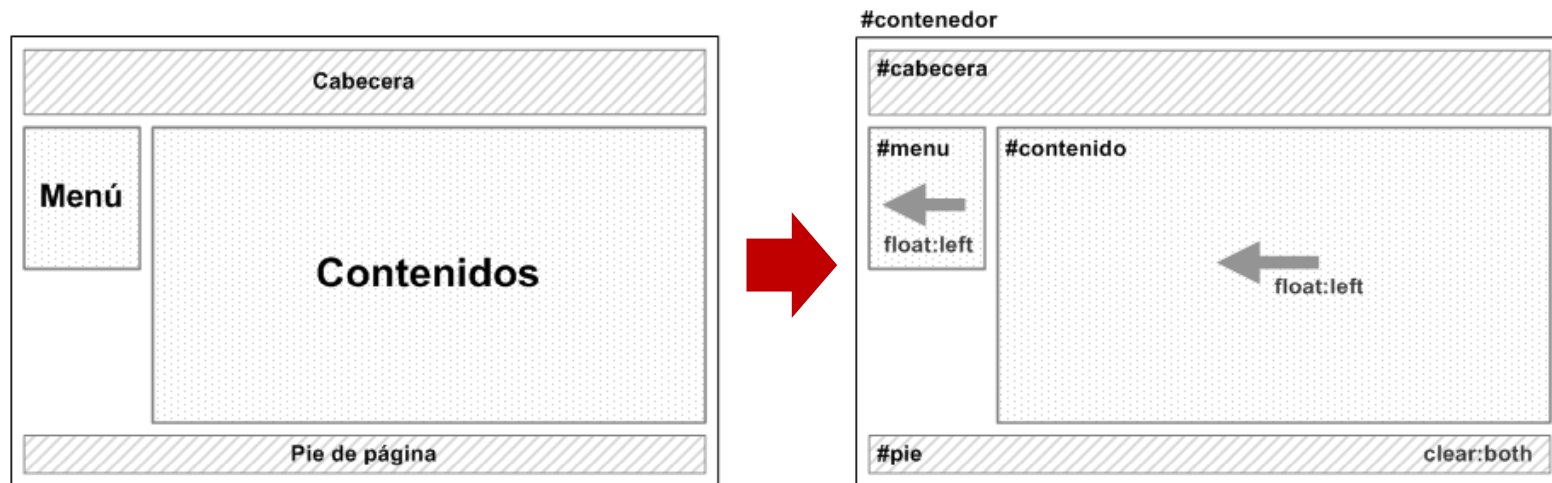 Cabecera
Menú
Contenidos
Pie de página
#contenedor
#cabecera
#menu
float:left
#contenido
float:left
#pie
clear:both